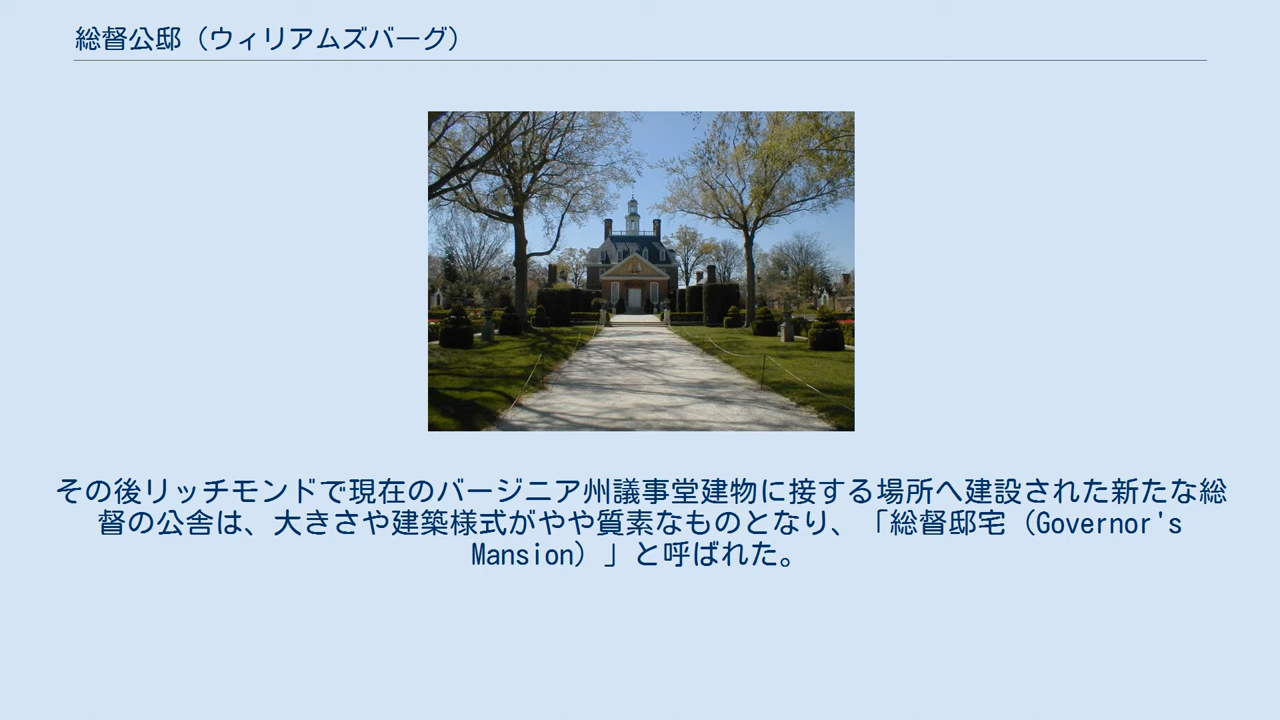 総督公邸（ウィリアムズバーグ）
その後リッチモンドで現在のバージニア州議事堂建物に接する場所へ建設された新たな総
督の公舎は、大きさや建築様式がやや質素なものとなり、「総督邸宅（Governor's
Mansion）」と呼ばれた。